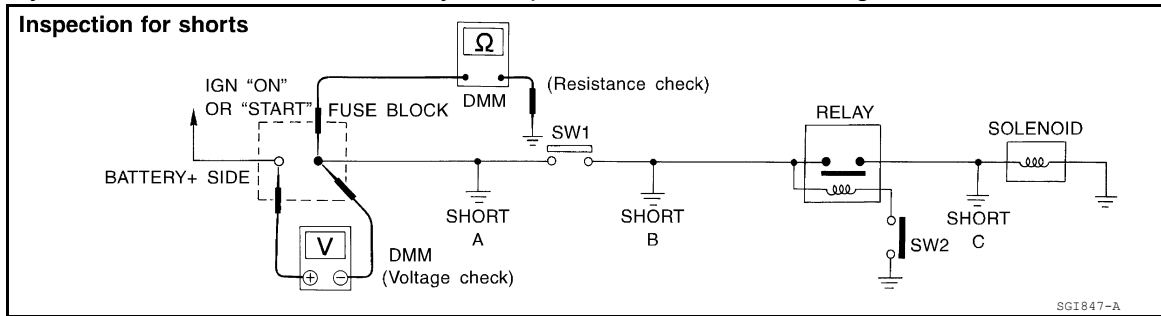 Inspection for shorts
Ω
DMM
(Resistance check)
IGN "ON"
OR "START"
FUSE BLOCK
SW1
RELAY
SOLENOID
BATTERY+ SIDE
SHORT
A
SHORT
B
SHORT
C
SW2
V
+ −
DMM
(Voltage check)
SGI847-A